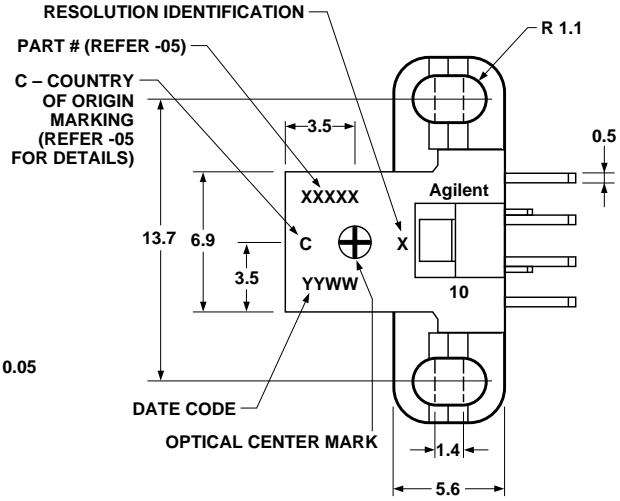 RESOLUTION IDENTIFICATION
PART # (REFER -05)
R 1.1
C – COUNTRY
OF ORIGIN
MARKING
(REFER -05
FOR DETAILS)
3.5
0.5
XXXXX
Agilent
13.7
6.9
C
X
3.5
YYWW
10
0.05
DATE CODE
OPTICAL CENTER MARK
1.4
5.6